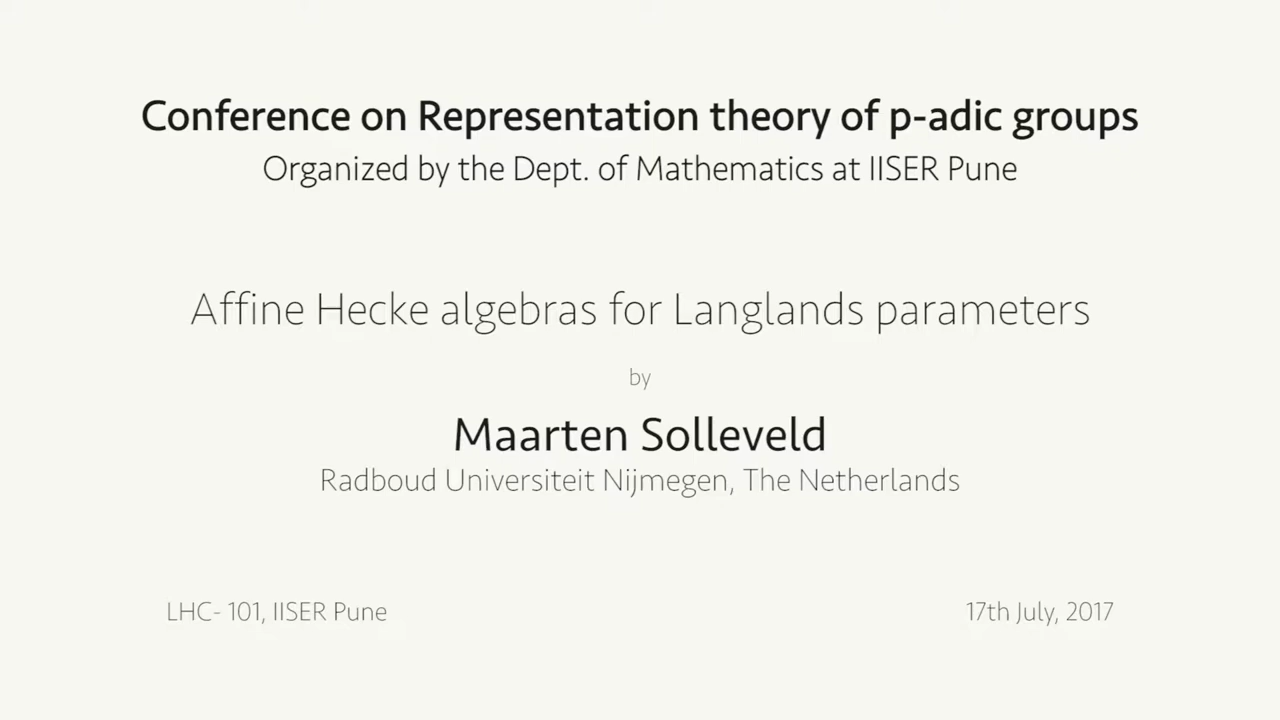 Conference on Representation theory of p-adic groups
Organized by the Dept. of Mathematics at IISER Pune
Affine Hecke algebras for Langlands parameters
by
Maarten Solleveld
Radboud Universiteit Nijmegen, The Netherlands
LHC- 101, IISER Pune
17th July, 2017